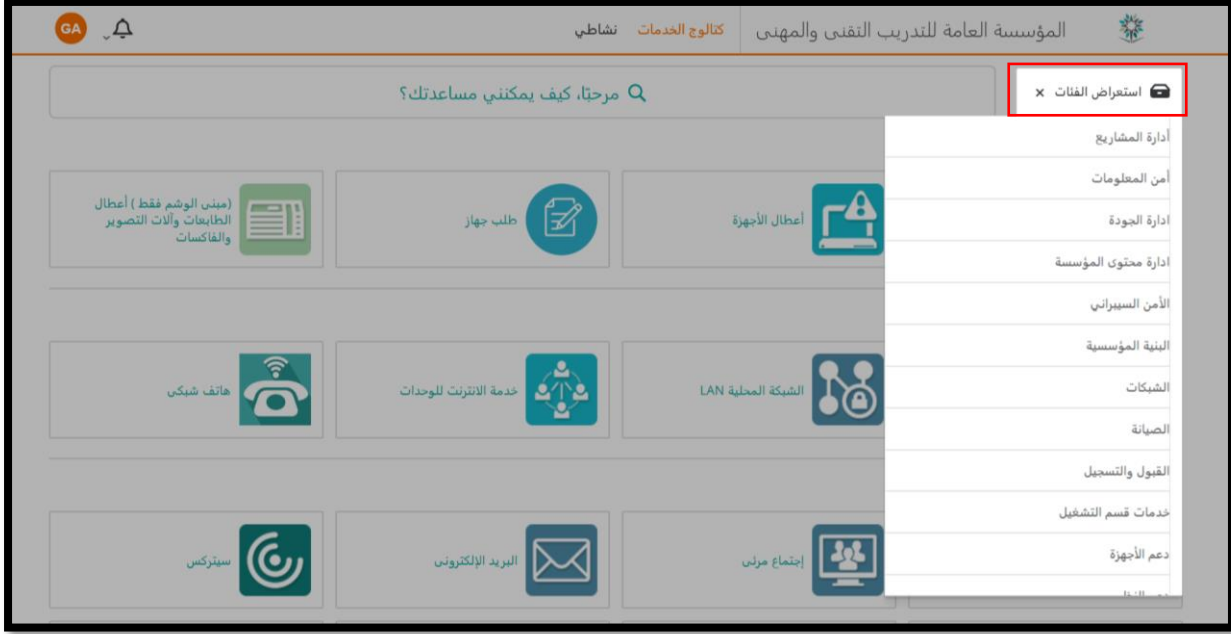 المؤسسة العامة للتدريب التقني والمهني
كتالوج الخدمات
نشاطي
GA
استعراض الفئات ×
مرحبًا، كيف يمكنني مساعدتك؟
أدارة المشاريع
أمن المعلومات
ادارة الجودة
ادارة محتوى المؤسسة
الأمن السيبراني
البنية المؤسسية
الشبكات
الصيانة
القبول والتسجيل
خدمات قسم التشغيل
دعم الأجهزة
أعطال الأجهزة
طلب جهاز
(مبنى الوشم فقط ) أعطال
الطابعات وآلات التصوير
والفاكسات
الشبكة المحلية LAN
خدمة الانترنت للوحدات
هاتف شبكي
إجتماع مرئي
البريد الإلكتروني
سيتركس